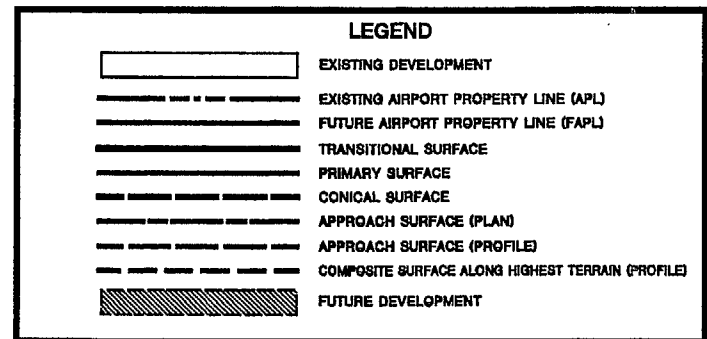 LEGEND
EXISTING DEVELOPMENT
EXISTING AIRPORT PROPERTY LINE (APL)
FUTURE AIRPORT PROPERTY LINE (FAPL)
TRANSITIONAL SURFACE
PRIMARY SURFACE
CONICAL SURFACE
APPROACH SURFACE (PLAN)
APPROACH SURFACE (PROFILE)
COMPOSITE SURFACE ALONG HIGHEST TERRAIN (PROFILE)
FUTURE DEVELOPMENT